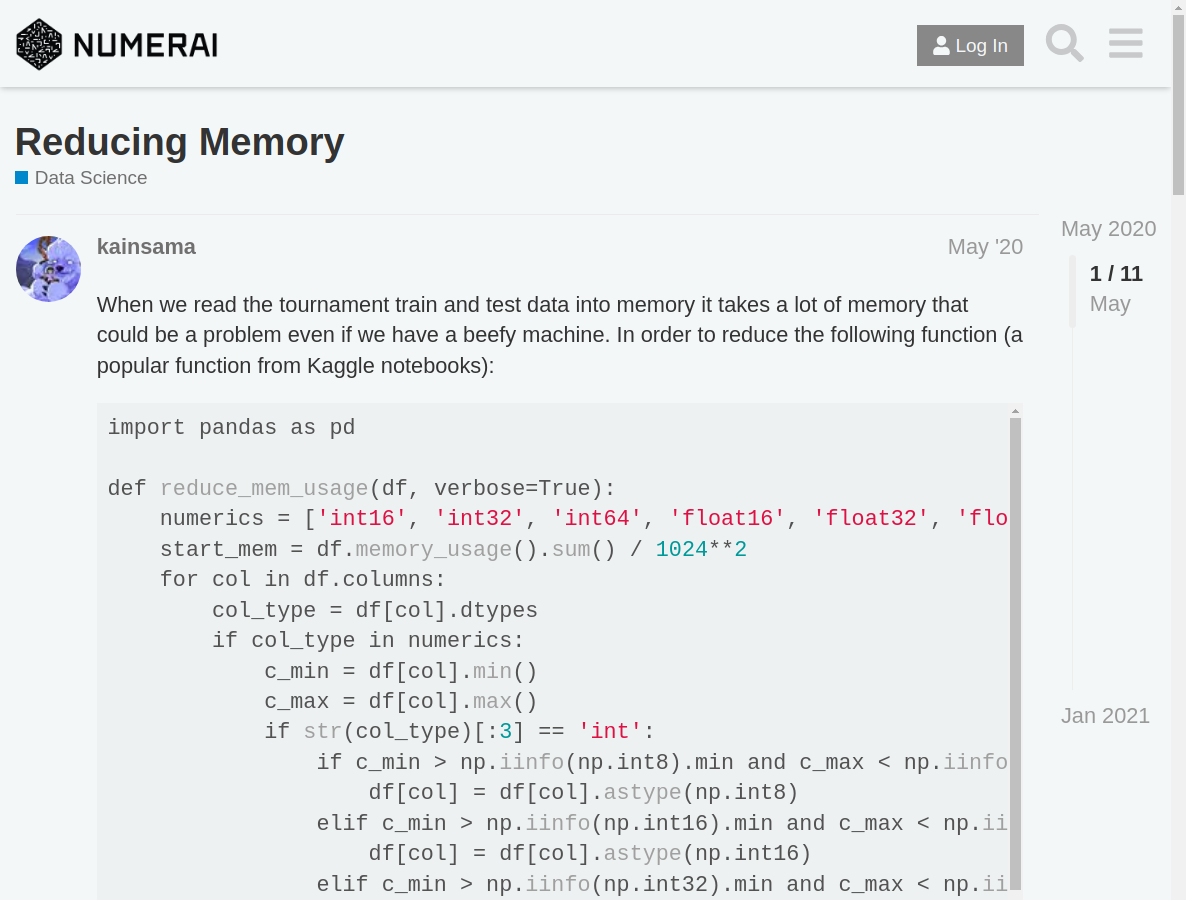 NUMERAI
Log In
Reducing Memory
Data Science
kainsama
May '20
May 2020
1 / 11
May
Jan 2021
When we read the tournament train and test data into memory it takes a lot of memory that
could be a problem even if we have a beefy machine. In order to reduce the following function (a
popular function from Kaggle notebooks):
import pandas as pd
def reduce_mem_usage(df, verbose=True):
    numerics = ['int16', 'int32', 'int64', 'float16', 'float32', 'flo
    start_mem = df.memory_usage().sum() / 1024**2
    for col in df.columns:
        col_type = df[col].dtypes
        if col_type in numerics:
            c_min = df[col].min()
            c_max = df[col].max()
            if str(col_type)[:3] == 'int':
                if c_min > np.iinfo(np.int8).min and c_max < np.iinfo
                    df[col] = df[col].astype(np.int8)
                elif c_min > np.iinfo(np.int16).min and c_max < np.ii
                    df[col] = df[col].astype(np.int16)
                elif c_min > np.iinfo(np.int32).min and c_max < np.ii